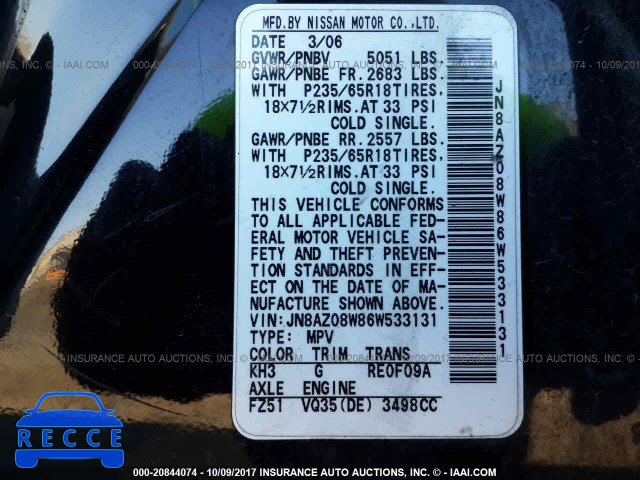 MFD.BY NISSAN MOTOR CO.,LTD.
DATE 3/06
GVWR/PNBV 5051 LBS
GAWR/PNBE FR. 2683 LBS.
WITH P235/65R18TIRES,
18X7½RIMS.AT 33 PSI
COLD SINGLE.
GAWR/PNBE RR. 2557 LBS.
WITH P235/65R18TIRES,
18X7½RIMS.AT 33 PSI
COLD SINGLE.
THIS VEHICLE CONFORMS
TO ALL APPLICABLE FED-
ERAL MOTOR VEHICLE SA-
FETY AND THEFT PREVEN-
TION STANDARDS IN EFF-
ECT ON THE DATE OF MA-
NUFACTURE SHOWN ABOVE.
VIN:JN8AZ08W86W533131
TYPE: MPV
COLOR TRIM TRANS
KH3 G RE0F09A
AXLE ENGINE
FZ51 VQ35(DE) 3498CC
JN8AZ08W86W533131
RECCE
000-20844074 - 10/09/2017 INSURANCE AUTO AUCTIONS, INC. - © IAAI.COM